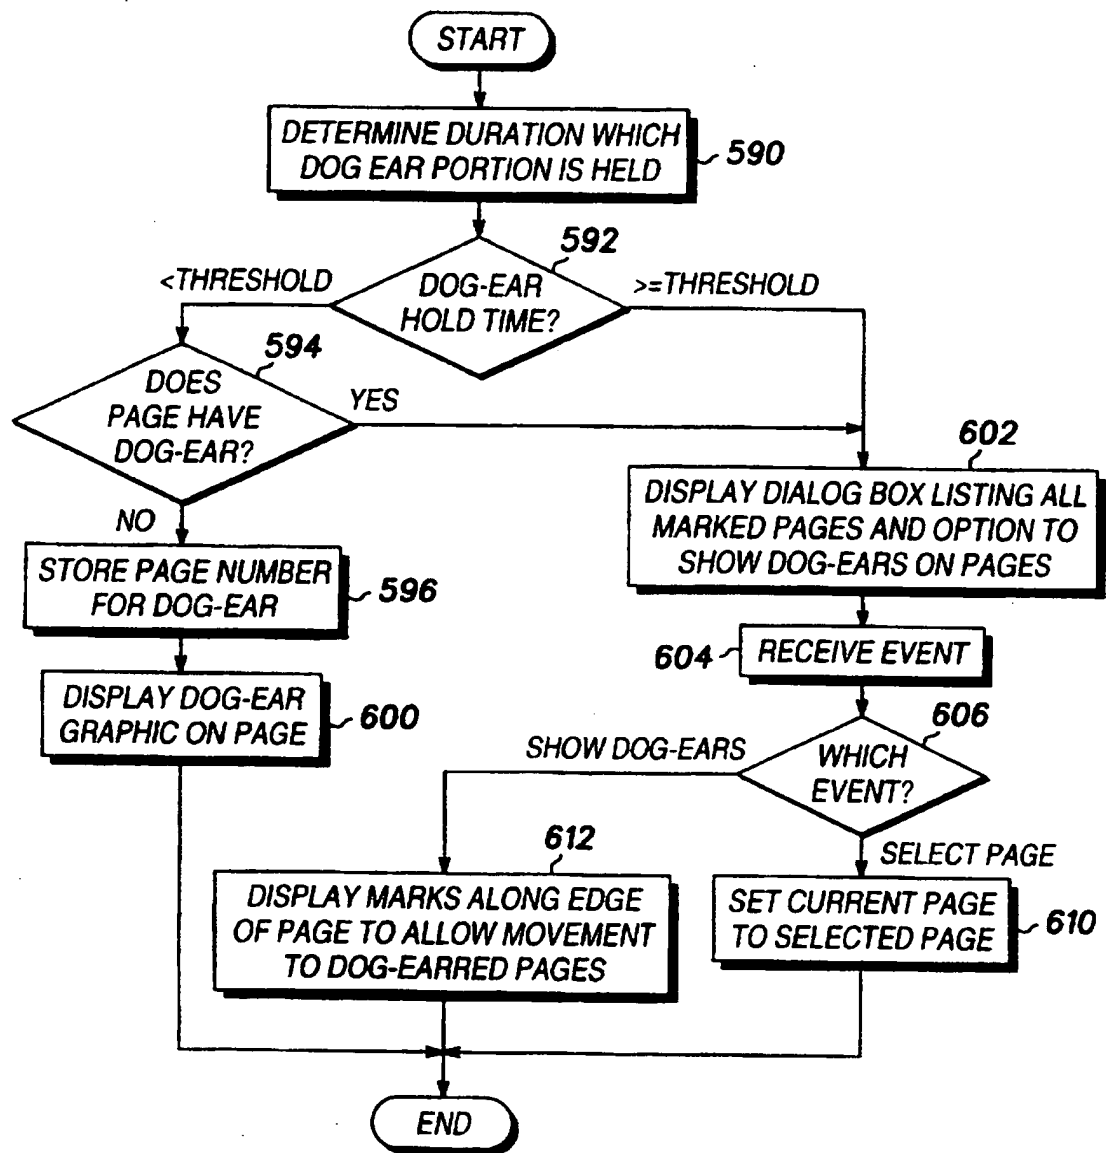 START
DETERMINE DURATION WHICH
DOG EAR PORTION IS HELD
590
592
<THRESHOLD
DOG-EAR
HOLD TIME?
>=THRESHOLD
594
DOES
PAGE HAVE
DOG-EAR?
YES
NO
602
DISPLAY DIALOG BOX LISTING ALL
MARKED PAGES AND OPTION TO
SHOW DOG-EARS ON PAGES
STORE PAGE NUMBER
FOR DOG-EAR
596
604
RECEIVE EVENT
DISPLAY DOG-EAR
GRAPHIC ON PAGE
600
606
SHOW DOG-EARS
WHICH
EVENT?
SELECT PAGE
612
DISPLAY MARKS ALONG EDGE
OF PAGE TO ALLOW MOVEMENT
TO DOG-EARRED PAGES
SET CURRENT PAGE
TO SELECTED PAGE
610
END